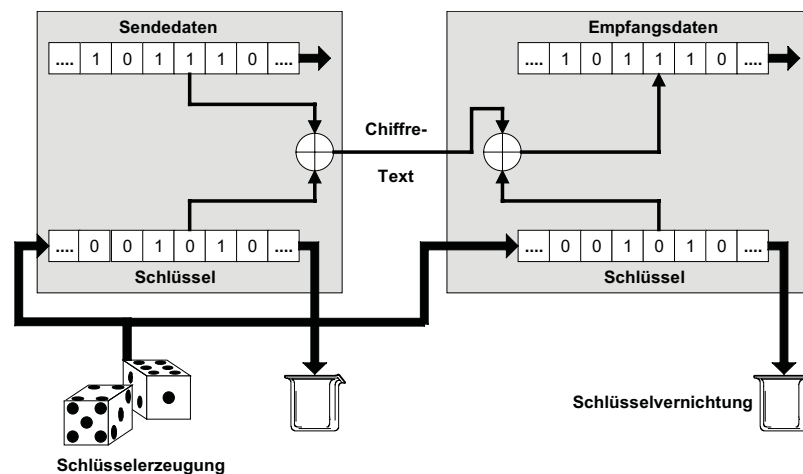 Sendedaten
.... 1 0 1 1 1 0 ....
Empfangsdaten
.... 1 0 1 1 1 0 ....
Chiffre-
Text
.... 0 0 1 0 1 0 ....
Schlüssel
.... 0 0 1 0 1 0 ....
Schlüssel
Schlüsselvernichtung
Schlüsselerzeugung